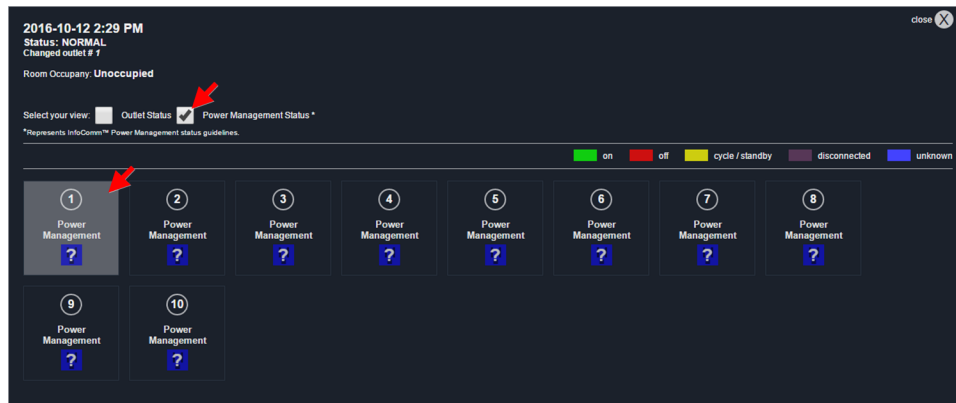 close X
2016-10-12 2:29 PM
Status: NORMAL
Changed outlet # 1
Room Occupany: Unoccupied
Select your view: Outlet Status Power Management Status *
*Represents InfoComm™ Power Management status guidelines.
on off cycle / standby disconnected unknown
1 2 3 4 5 6 7 8
Power Power Power Power Power Power Power Power
Management Management Management Management Management Management Management Management
? ? ? ? ? ? ? ?
9 10
Power Power
Management Management
? ?